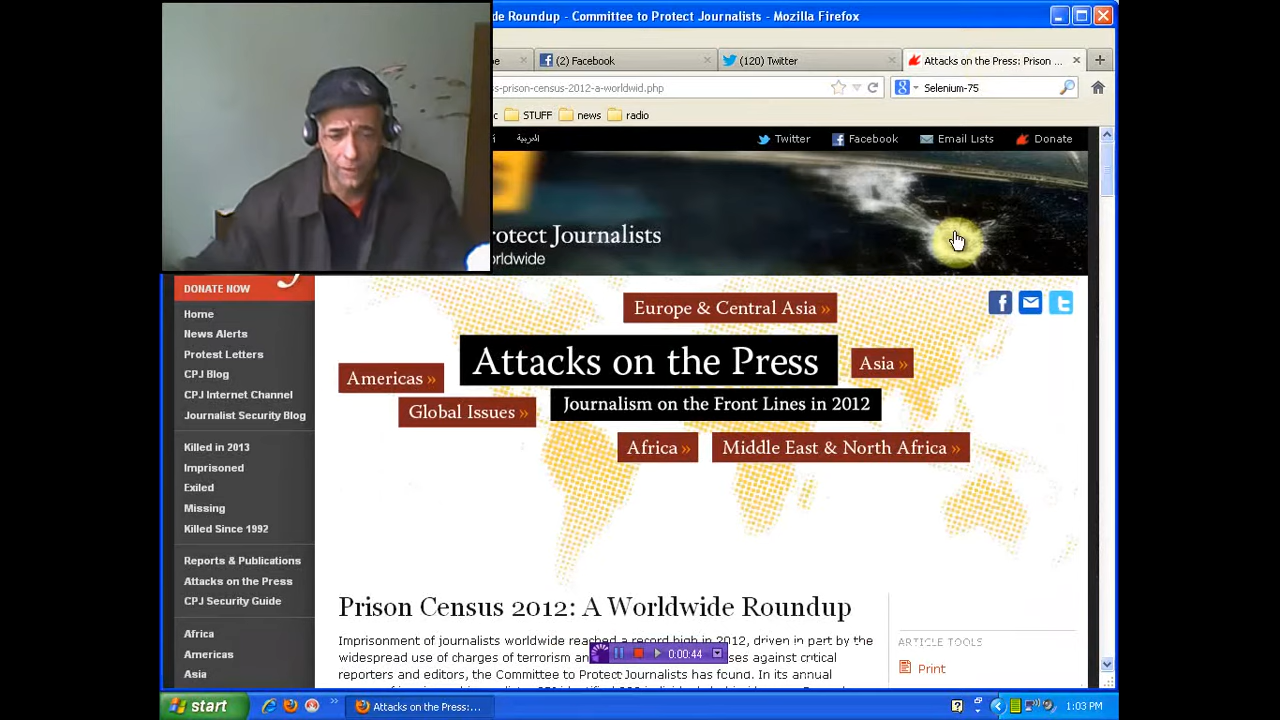 de Roundup - Committee to Protect Journalists - Mozilla Firefox
(2) Facebook
(120) Twitter
Attacks on the Press: Prison ...
s-prison-census-2012-a-worldwid.php
Selenium-75
STUFF
news
radio
العربية
Twitter
Facebook
Email Lists
Donate
rotect Journalists
orldwide
DONATE NOW
Home
News Alerts
Protest Letters
CPJ Blog
CPJ Internet Channel
Journalist Security Blog
Killed in 2013
Imprisoned
Exiled
Missing
Killed Since 1992
Reports & Publications
Attacks on the Press
CPJ Security Guide
Africa
Americas
Asia
Europe & Central Asia »
Attacks on the Press
Asia »
Americas »
Journalism on the Front Lines in 2012
Global Issues »
Africa »
Middle East & North Africa »
Prison Census 2012: A Worldwide Roundup
Imprisonment of journalists worldwide reached a record high in 2012, driven in part by the
widespread use of charges of terrorism an ses against critical
reporters and editors, the Committee to Protect Journalists has found. In its annual
0:00:44
ARTICLE TOOLS
Print
start
Attacks on the Press:...
1:03 PM